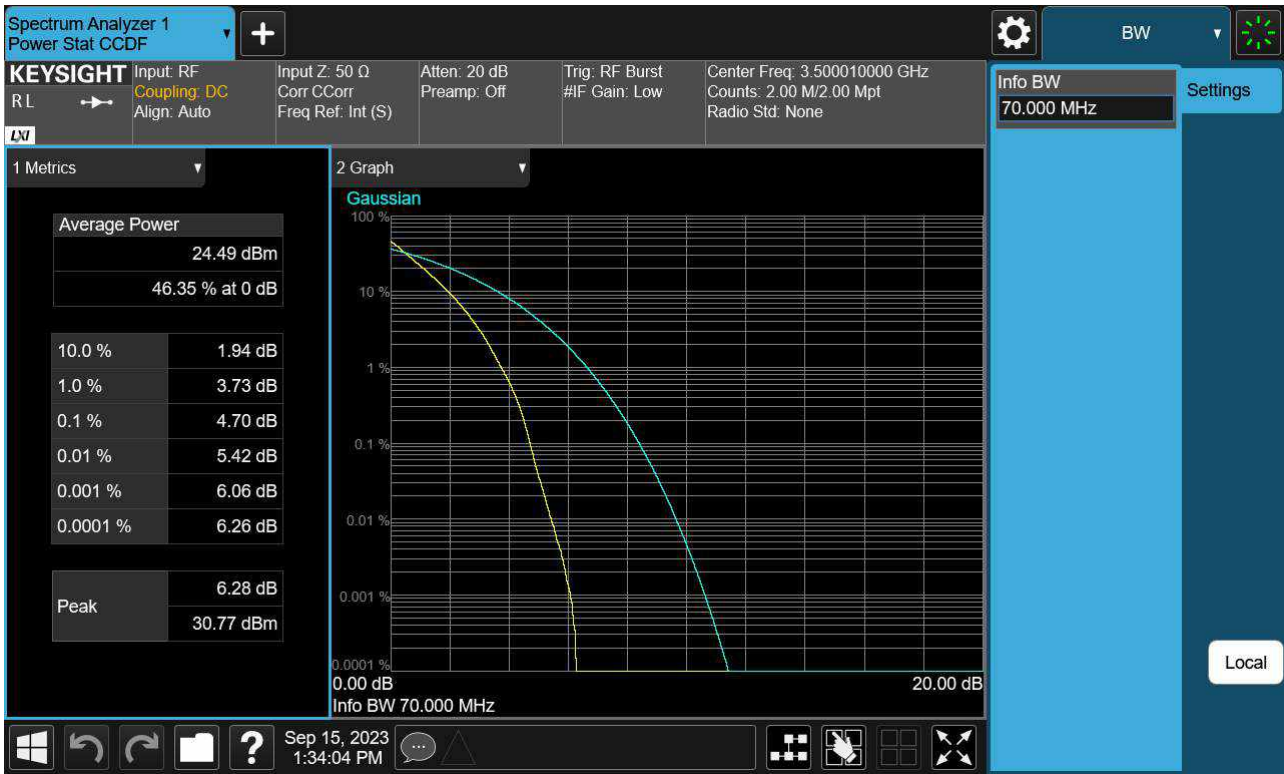 Spectrum Analyzer 1
Power Stat CCDF
+
BW
KEYSIGHT
R L
LXI
Input: RF
Coupling: DC
Align: Auto
Input Z: 50 Ω
Corr CCorr
Freq Ref: Int (S)
Atten: 20 dB
Preamp: Off
Trig: RF Burst
#IF Gain: Low
Center Freq: 3.500010000 GHz
Counts: 2.00 M/2.00 Mpt
Radio Std: None
Info BW
70.000 MHz
Settings
1 Metrics
Average Power
24.49 dBm
46.35 % at 0 dB
10.0 % 1.94 dB
1.0 % 3.73 dB
0.1 % 4.70 dB
0.01 % 5.42 dB
0.001 % 6.06 dB
0.0001 % 6.26 dB
Peak
6.28 dB
30.77 dBm
2 Graph
Gaussian
100 %
10 %
1 %
0.1 %
0.01 %
0.001 %
0.0001 %
0.00 dB 20.00 dB
Info BW 70.000 MHz
Local
?
Sep 15, 2023
1:34:04 PM